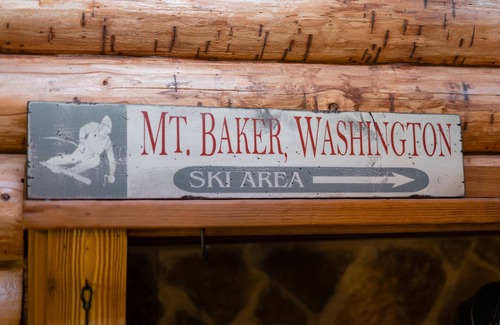 MT. BAKER, WASHINGTON
SKI AREA